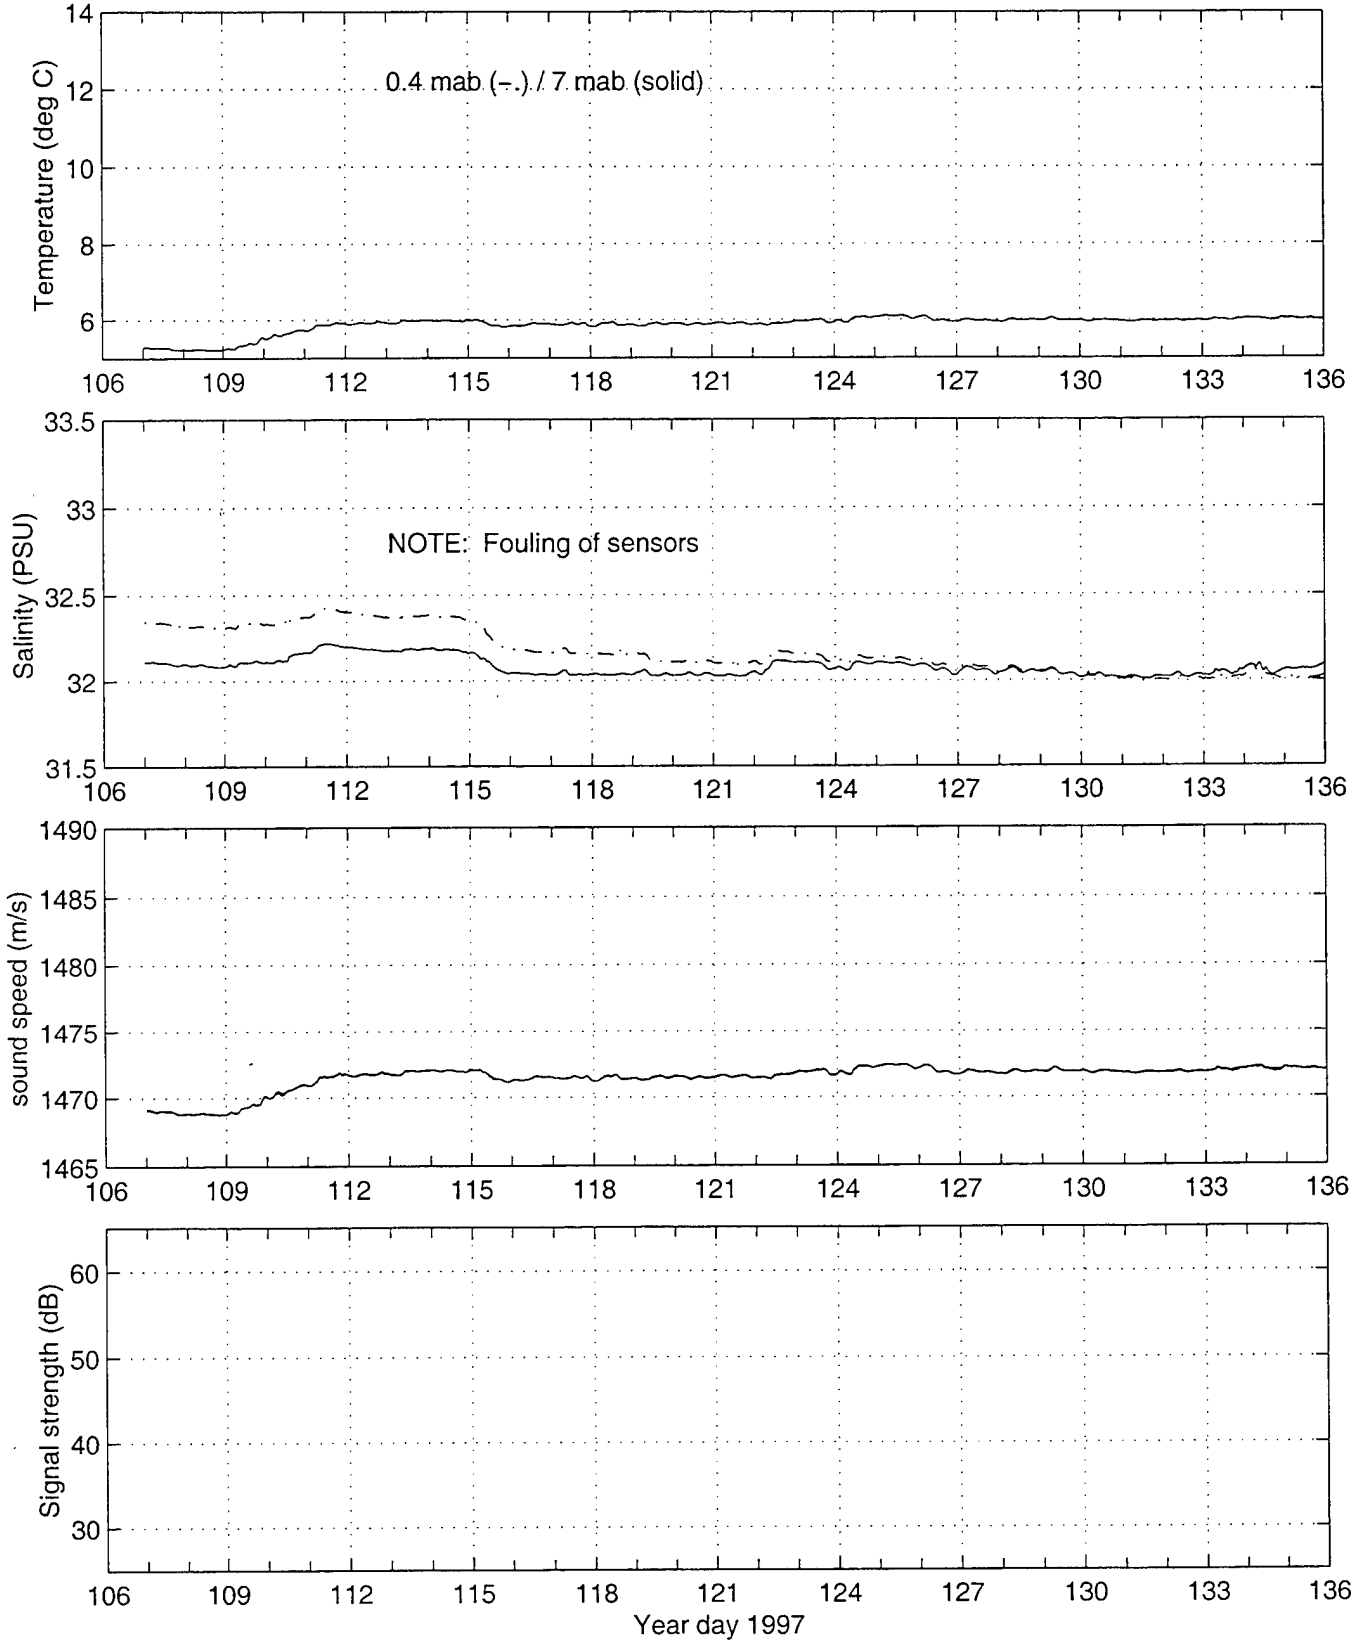 14
12
10
8
6
Temperature (deg C)
0.4 mab (-.) / 7 mab (solid)
106 109 112 115 118 121 124 127 130 133 136
33.5
33
32.5
32
31.5
Salinity (PSU)
NOTE: Fouling of sensors
106 109 112 115 118 121 124 127 130 133 136
1490
1485
1480
1475
1470
1465
sound speed (m/s)
106 109 112 115 118 121 124 127 130 133 136
60
50
40
30
Signal strength (dB)
106 109 112 115 118 121 124 127 130 133 136
Year day 1997